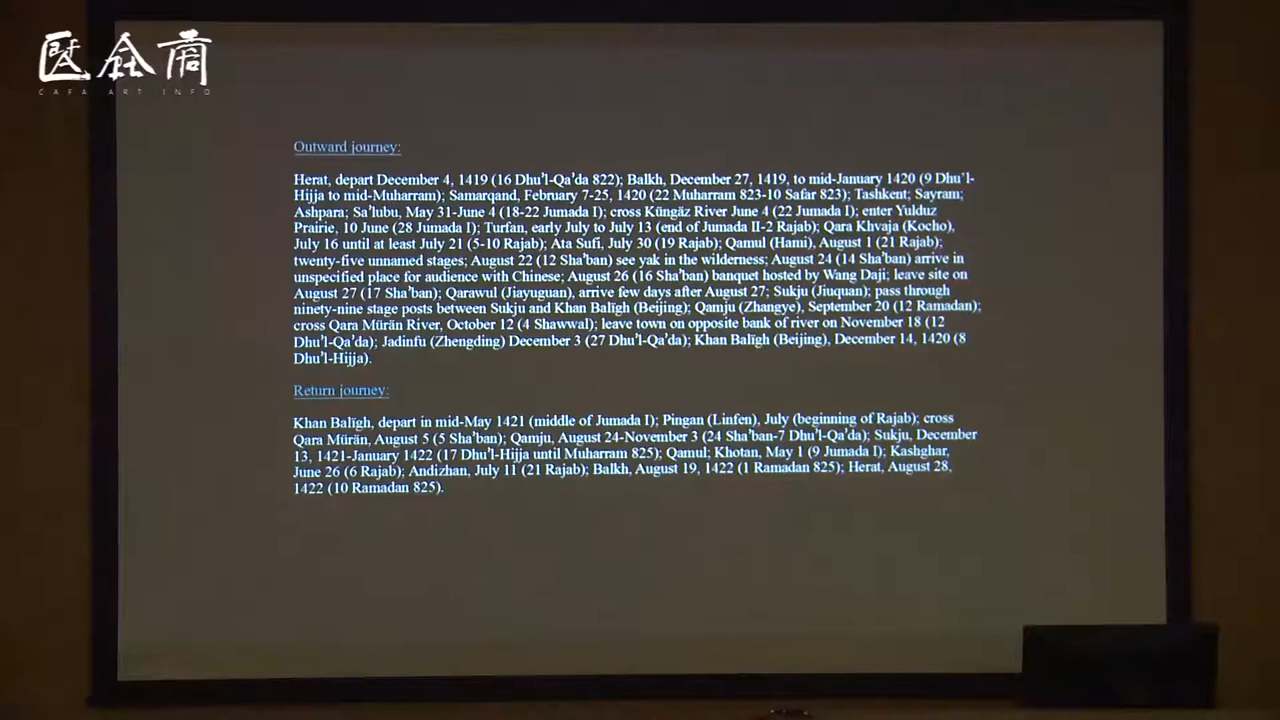 CAFA ART INFO
Outward journey:
Herat, depart December 4, 1419 (16 Dhu’l-Qa’da 822); Balkh, December 27, 1419, to mid-January 1420 (9 Dhu’l-
Hijja to mid-Muharram); Samarqand, February 7-25, 1420 (22 Muharram 823-10 Safar 823); Tashkent; Sayram;
Ashpara; Sa’lubu, May 31-June 4 (18-22 Jumada I); cross Küngäz River June 4 (22 Jumada I); enter Yulduz
Prairie, 10 June (28 Jumada I); Turfan, early July to July 13 (end of Jumada II-2 Rajab); Qara Khvaja (Kocho),
July 16 until at least July 21 (5-10 Rajab); Ata Sufi, July 30 (19 Rajab); Qamul (Hami), August 1 (21 Rajab);
twenty-five unnamed stages; August 22 (12 Sha’ban) see yak in the wilderness; August 24 (14 Sha’ban) arrive in
unspecified place for audience with Chinese; August 26 (16 Sha’ban) banquet hosted by Wang Daji; leave site on
August 27 (17 Sha’ban); Qarawul (Jiayuguan), arrive few days after August 27; Sukju (Jiuquan); pass through
ninety-nine stage posts between Sukju and Khan Balïgh (Beijing); Qamju (Zhangye), September 20 (12 Ramadan);
cross Qara Mürän River, October 12 (4 Shawwal); leave town on opposite bank of river on November 18 (12
Dhu’l-Qa’da); Jadinfu (Zhengding) December 3 (27 Dhu’l-Qa’da); Khan Balïgh (Beijing), December 14, 1420 (8
Dhu’l-Hijja).
Return journey:
Khan Balïgh, depart in mid-May 1421 (middle of Jumada I); Pingan (Linfen), July (beginning of Rajab); cross
Qara Mürän, August 5 (5 Sha’ban); Qamju, August 24-November 3 (24 Sha’ban-7 Dhu’l-Qa’da); Sukju, December
13, 1421-January 1422 (17 Dhu’l-Hijja until Muharram 825); Qamul; Khotan, May 1 (9 Jumada I); Kashghar,
June 26 (6 Rajab); Andizhan, July 11 (21 Rajab); Balkh, August 19, 1422 (1 Ramadan 825); Herat, August 28,
1422 (10 Ramadan 825).